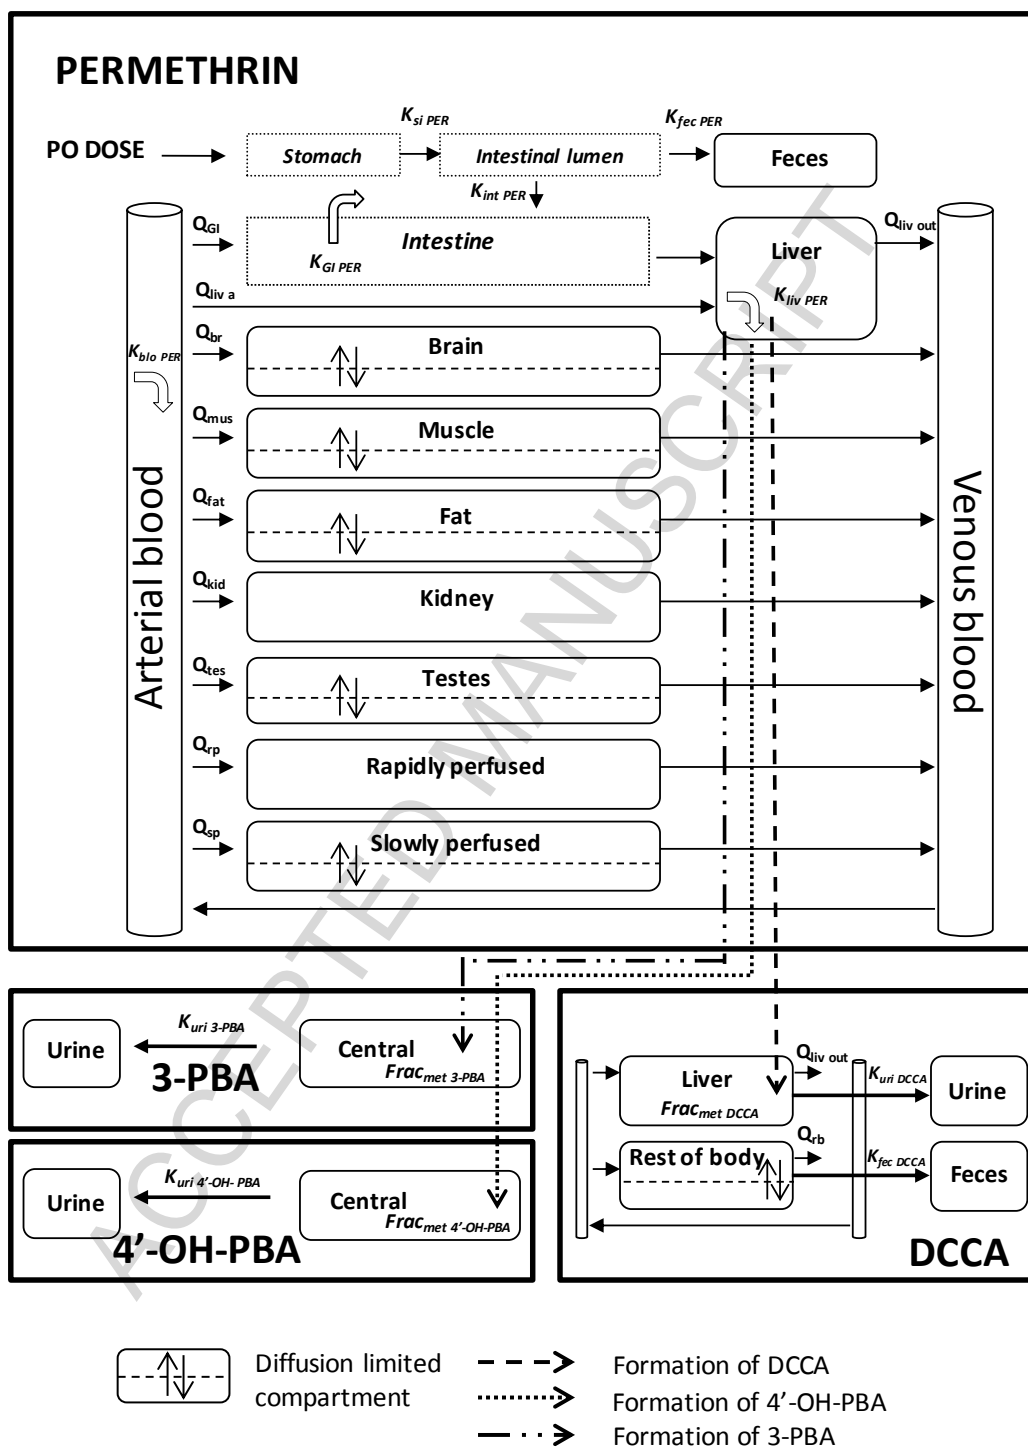 PERMETHRIN
K si PER
K fec PER
PO DOSE
Stomach
Intestinal lumen
Feces
K int PER
Q GI
Intestine
Liver
Q liv out
K GI PER
Q liv a
K liv PER
Q br
Brain
K blo PER
Q mus
Muscle
Q fat
Fat
Q kid
Kidney
Q tes
Testes
Q rp
Rapidly perfused
Q sp
Slowly perfused
Arterial blood
Venous blood
ACCEPTED MANUSCRIPT
Urine
K uri 3-PBA
Central
Frac met 3-PBA
3-PBA
Urine
K uri 4'-OH- PBA
Central
Frac met 4'-OH-PBA
4'-OH-PBA
Liver
Frac met DCCA
Q liv out
K uri DCCA
Urine
Rest of body
Q rb
K fec DCCA
Feces
DCCA
Diffusion limited
compartment
Formation of DCCA
Formation of 4'-OH-PBA
Formation of 3-PBA